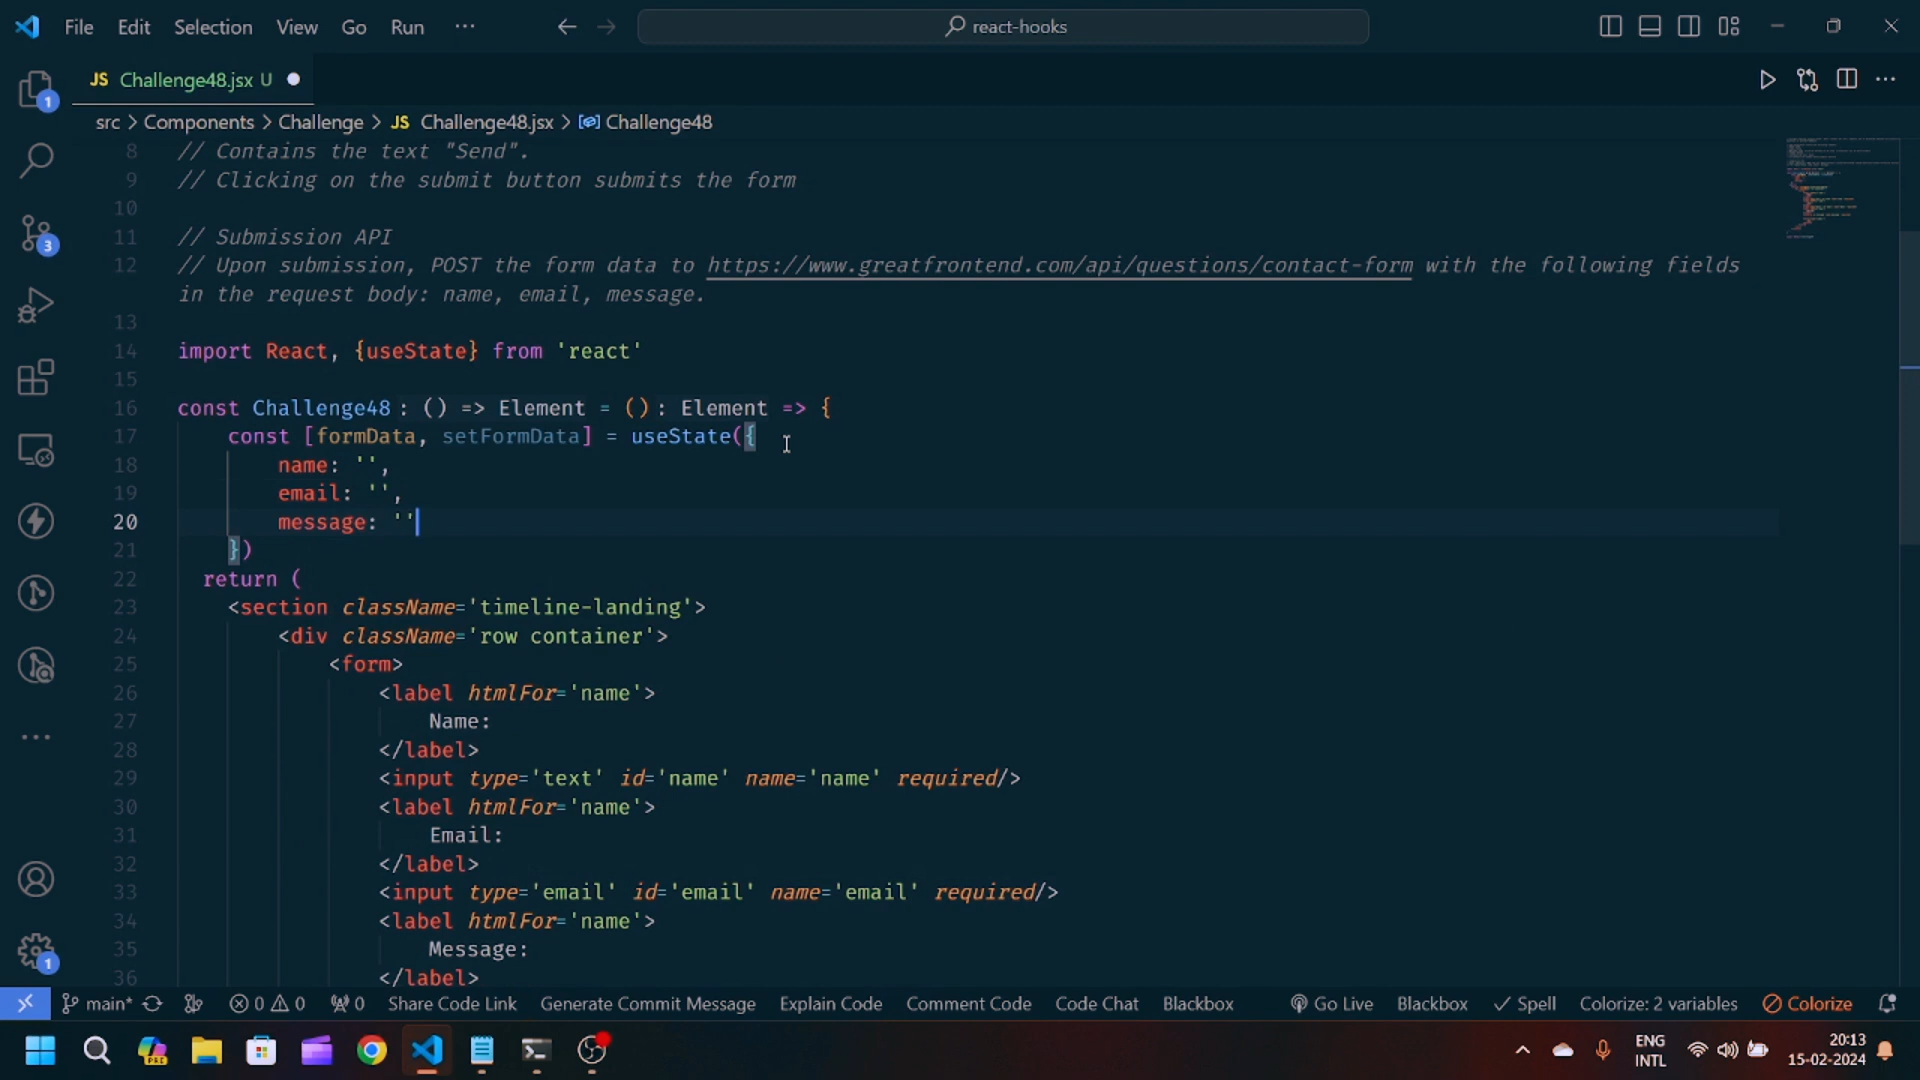 File Edit Selection View Go Run ···
react-hooks
JS Challenge48.jsx U
src > Components > Challenge > JS Challenge48.jsx > Challenge48
8 // Contains the text "Send".
9 // Clicking on the submit button submits the form
10
11 // Submission API
12 // Upon submission, POST the form data to https://www.greatfrontend.com/api/questions/contact-form with the following fields
in the request body: name, email, message.
13
14 import React, {useState} from 'react'
15
16 const Challenge48: () => Element = (): Element => {
17 const [formData, setFormData] = useState({
18 name: '',
19 email: '',
20 message: ''
21 })
22 return (
23 <section className='timeline-landing'>
24 <div className='row container'>
25 <form>
26 <label htmlFor='name'>
27 Name:
28 </label>
29 <input type='text' id='name' name='name' required/>
30 <label htmlFor='name'>
31 Email:
32 </label>
33 <input type='email' id='email' name='email' required/>
34 <label htmlFor='name'>
35 Message:
36 </label>
1
3
1
main* 0 0 0 Share Code Link Generate Commit Message Explain Code Comment Code Code Chat Blackbox Go Live Blackbox Spell Colorize: 2 variables Colorize
PRE
ENG
INTL
20:13
15-02-2024